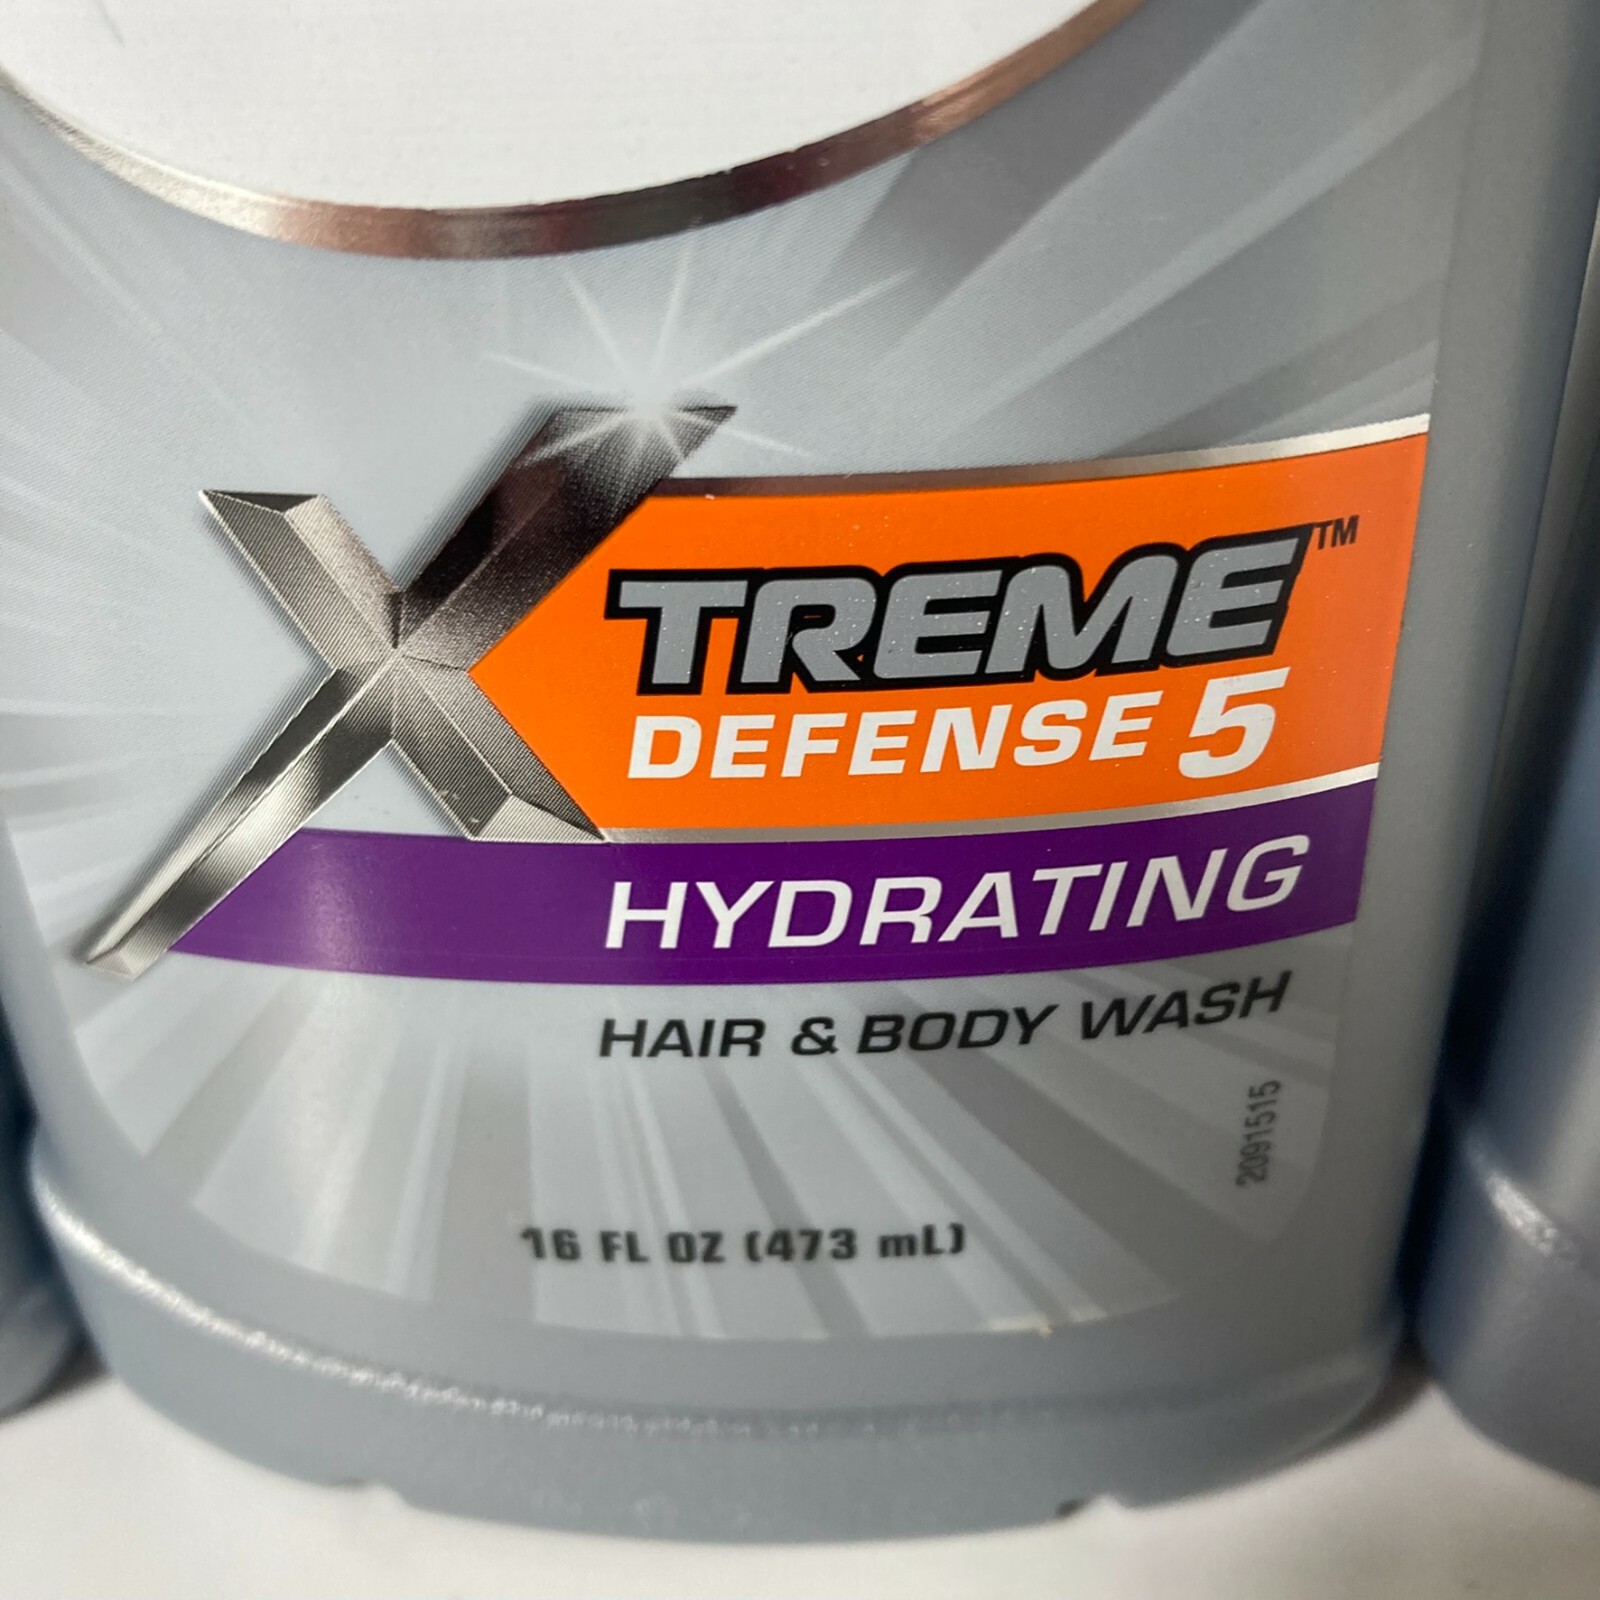 XTREME™
DEFENSE 5
HYDRATING
HAIR & BODY WASH
2091515
16 FL OZ (473 mL)